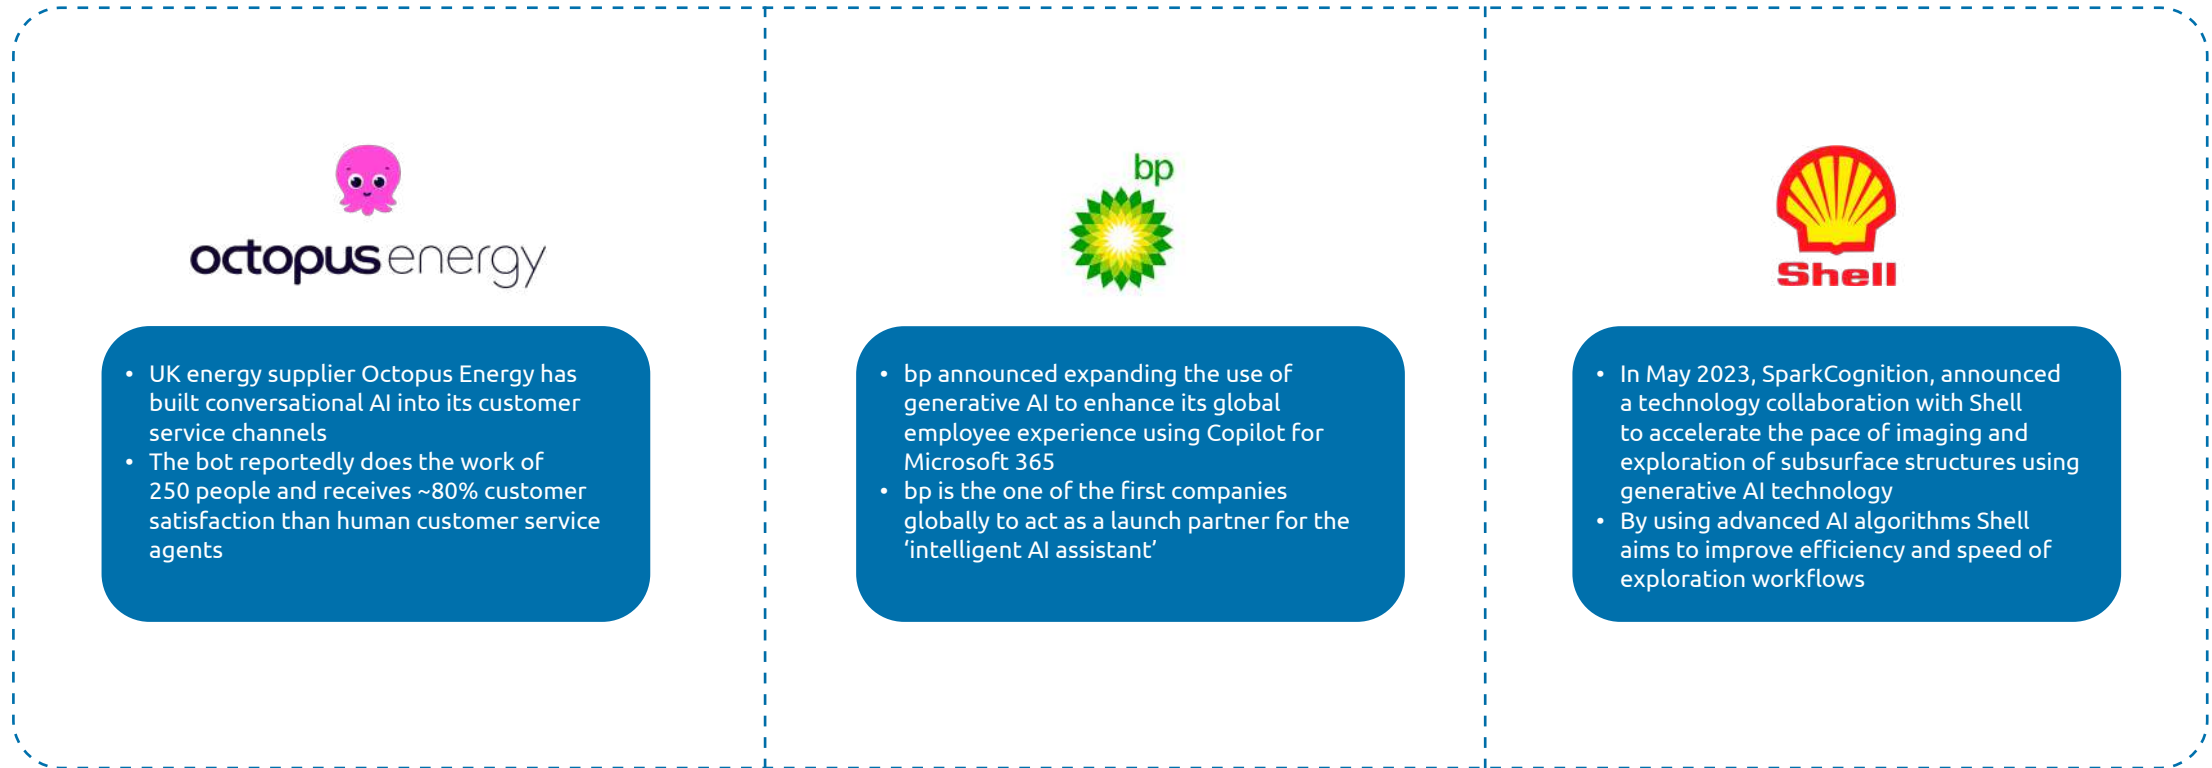 octopus energy
• UK energy supplier Octopus Energy has
built conversational AI into its customer
service channels
• The bot reportedly does the work of
250 people and receives ~80% customer
satisfaction than human customer service
agents
bp
• bp announced expanding the use of
generative AI to enhance its global
employee experience using Copilot for
Microsoft 365
• bp is the one of the first companies
globally to act as a launch partner for the
‘intelligent AI assistant’
Shell
• In May 2023, SparkCognition, announced
a technology collaboration with Shell
to accelerate the pace of imaging and
exploration of subsurface structures using
generative AI technology
• By using advanced AI algorithms Shell
aims to improve efficiency and speed of
exploration workflows